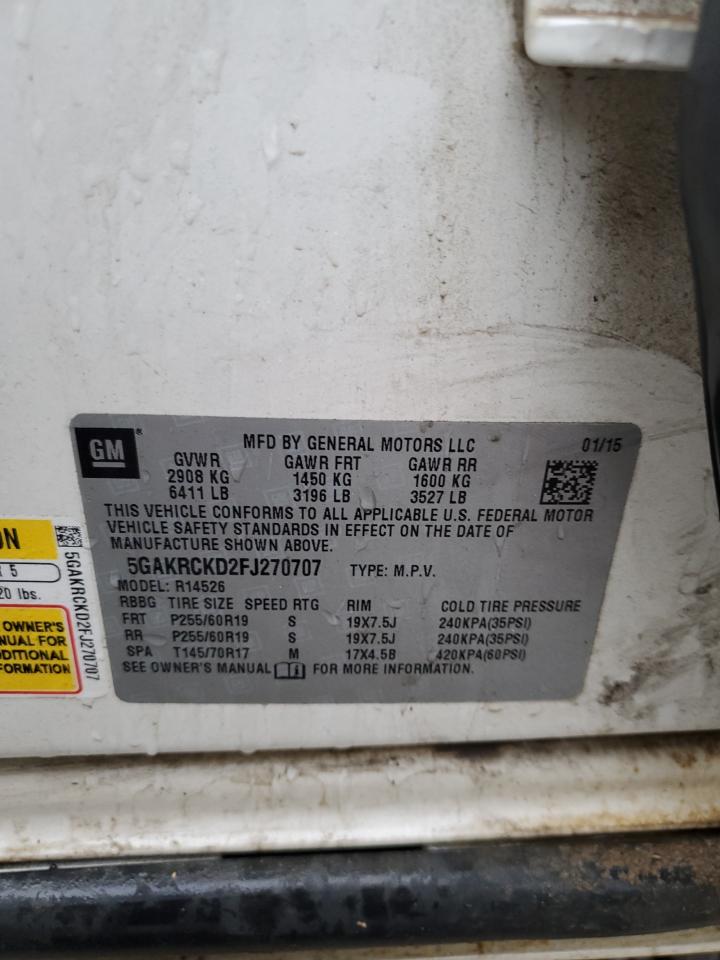 GM
MFD BY GENERAL MOTORS LLC 01/15
GVWR GAWR FRT GAWR RR
2908 KG 1450 KG 1600 KG
6411 LB 3196 LB 3527 LB
THIS VEHICLE CONFORMS TO ALL APPLICABLE U.S. FEDERAL MOTOR
VEHICLE SAFETY STANDARDS IN EFFECT ON THE DATE OF
MANUFACTURE SHOWN ABOVE.
5GAKRCKD2FJ270707 TYPE: M.P.V.
MODEL: R14526
RBBG TIRE SIZE SPEED RTG RIM COLD TIRE PRESSURE
FRT P255/60R19 S 19X7.5J 240KPA(35PSI)
RR P255/60R19 S 19X7.5J 240KPA(35PSI)
SPA T145/70R17 M 17X4.5B 420KPA(60PSI)
SEE OWNER'S MANUAL FOR MORE INFORMATION.
ON
5
20 lbs.
OWNER'S
NUAL FOR
DITIONAL
FORMATION
5GAKRCKD2FJ270707